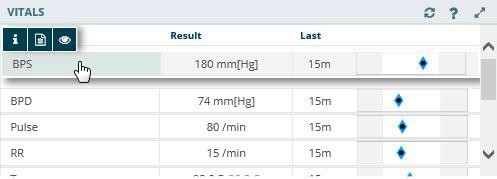 VITALS
Result Last
BPS 180 mm[Hg] 15m
BPD 74 mm[Hg] 15m
Pulse 80 /min 15m
RR 15 /min 15m